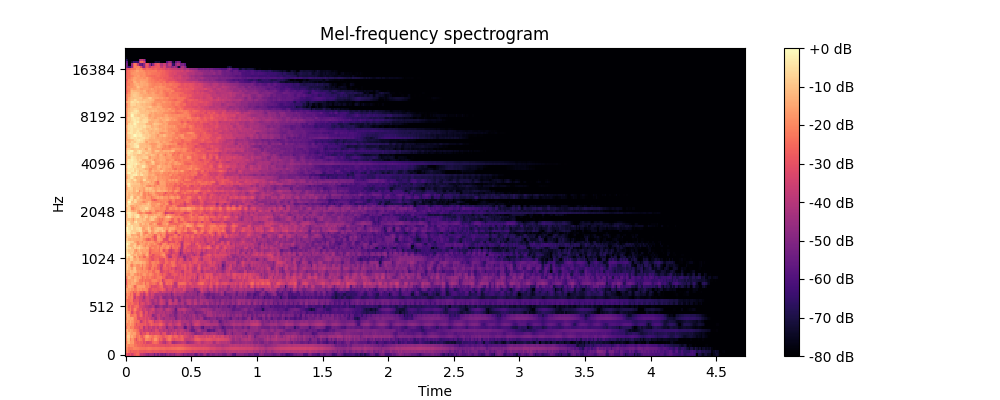 Mel-frequency spectrogram
Hz
16384
8192
4096
2048
1024
512
0
0 0.5 1 1.5 2 2.5 3 3.5 4 4.5
Time
+0 dB
-10 dB
-20 dB
-30 dB
-40 dB
-50 dB
-60 dB
-70 dB
-80 dB